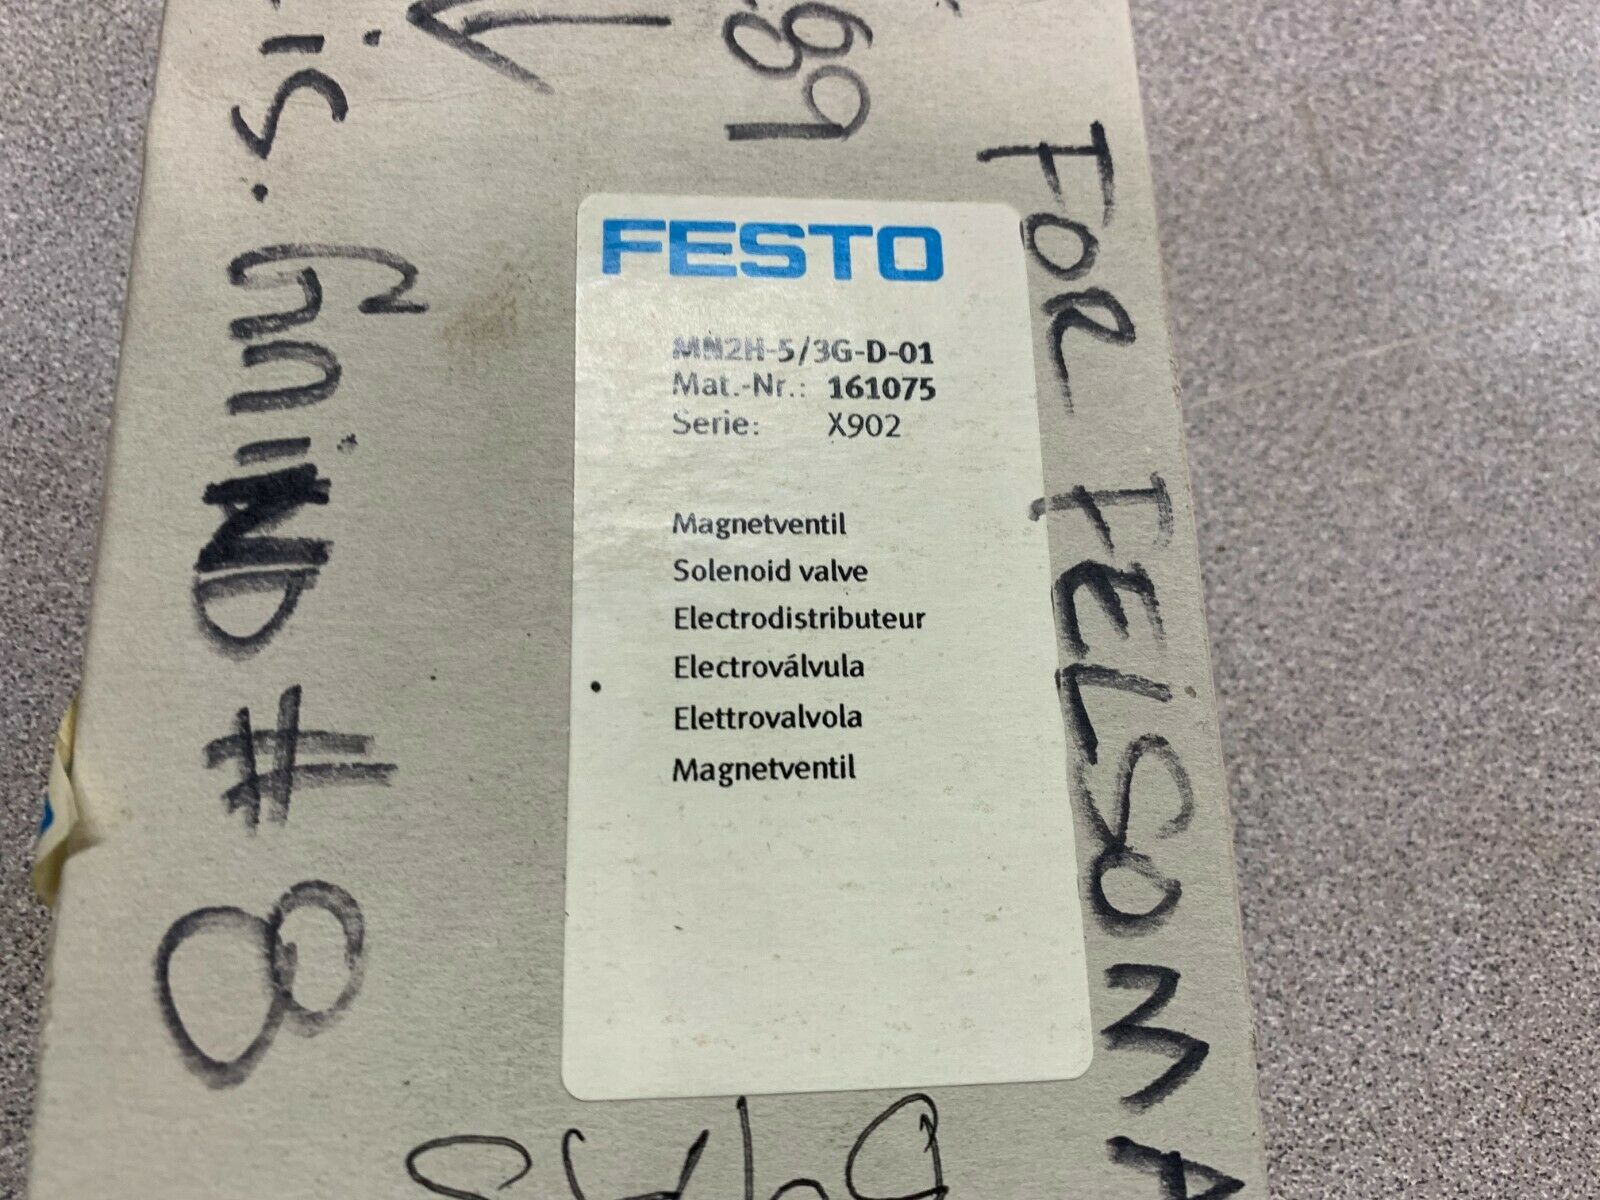 FESTO
MN2H-5/3G-D-01
Mat.-Nr.: 161075
Serie: X902
Magnetventil
Solenoid valve
Electrodistributeur
Electroválvula
Elettrovalvola
Magnetventil
FOR FELSOMA
# 8